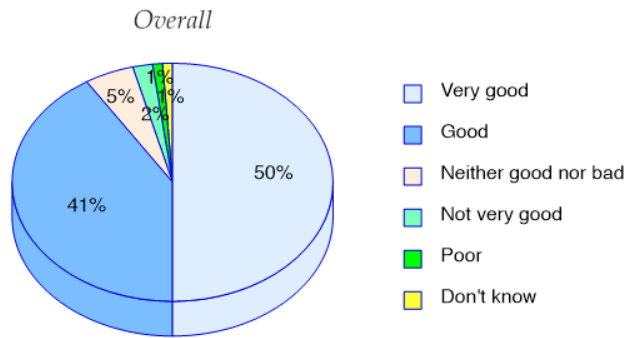 Overall
1%
5%
1%
2%
50%
41%
Very good
Good
Neither good nor bad
Not very good
Poor
Don't know